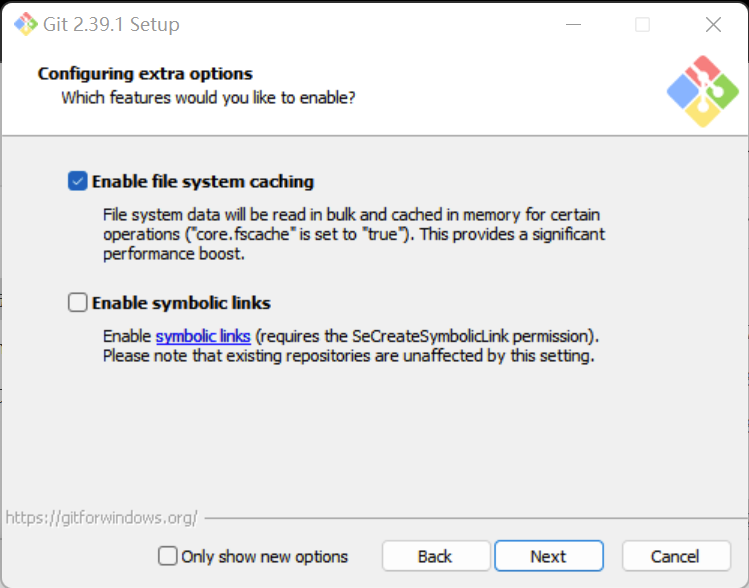 Git 2.39.1 Setup
Configuring extra options
Which features would you like to enable?
Enable file system caching
File system data will be read in bulk and cached in memory for certain
operations ("core.fscache" is set to "true"). This provides a significant
performance boost.
Enable symbolic links
Enable symbolic links (requires the SeCreateSymbolicLink permission).
Please note that existing repositories are unaffected by this setting.
https://gitforwindows.org/
Only show new options
Back
Next
Cancel